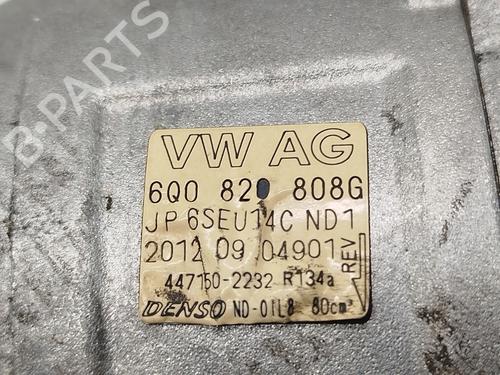 B-PARTS
VW AG
6Q0 820 808G
JP 6SEU14C ND1
2012 09 04901 REV
447150-2232 R134a
DENSO ND-OIL8 80cm³